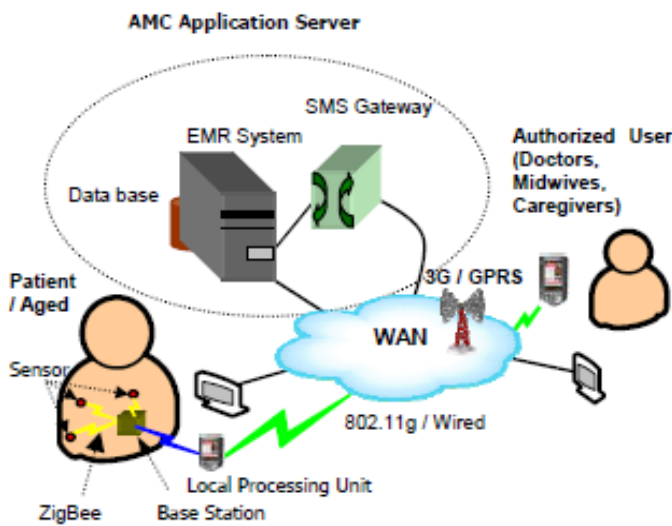 AMC Application Server
SMS Gateway
EMR System
Authorized User
(Doctors,
Midwives,
Caregivers)
Data base
Patient
/ Aged
3G / GPRS
WAN
Sensor
802.11g / Wired
Local Processing Unit
ZigBee
Base Station